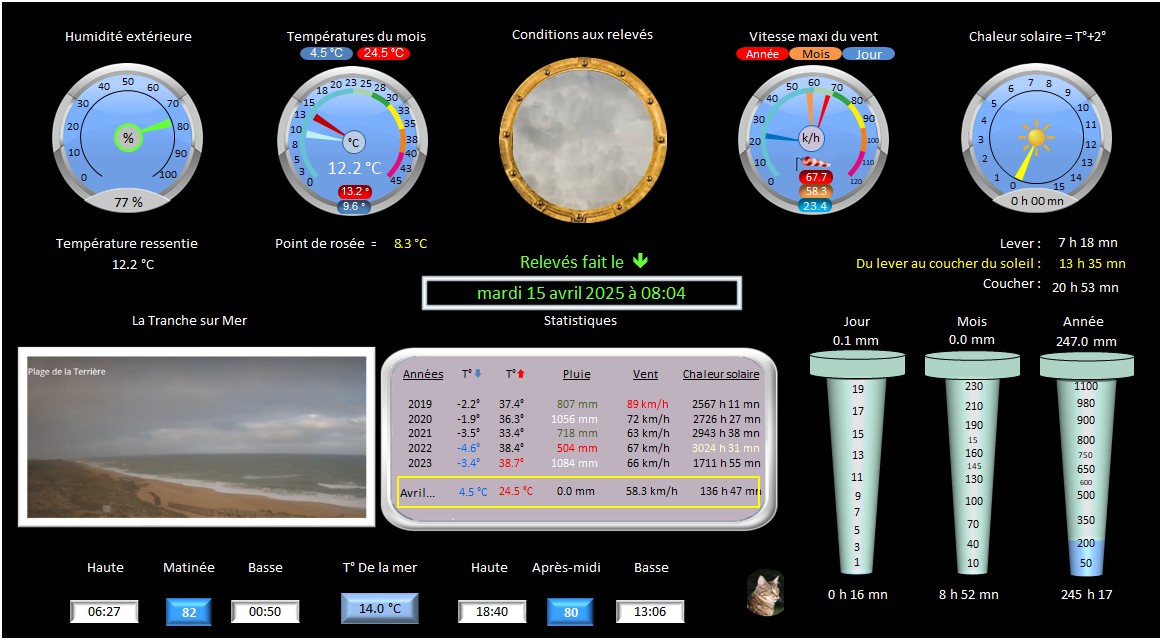 Humidité extérieure
Températures du mois
4.5 °C 24.5 °C
Conditions aux relevés
Vitesse maxi du vent
Année Mois Jour
Chaleur solaire = T°+2°
0 10 20 30 40 50 60 70 80 90 100
%
77 %
0 3 5 8 10 13 15 18 20 23 25 28 30 33 35 38 40 43 45
°C
12.2 °C
13.2 °
9.6 °
0 10 20 30 40 50 60 70 80 90 100 110 120
k/h
67.7
58.3
23.4
0 1 2 3 4 5 6 7 8 9 10 11 12 13 14 15
0 h 00 mn
Température ressentie
12.2 °C
Point de rosée = 8.3 °C
Relevés fait le
mardi 15 avril 2025 à 08:04
Lever : 7 h 18 mn
Du lever au coucher du soleil : 13 h 35 mn
Coucher : 20 h 53 mn
La Tranche sur Mer
Plage de la Terrière
Statistiques
Années T° T° Pluie Vent Chaleur solaire
2019 -2.2° 37.4° 807 mm 89 km/h 2567 h 11 mn
2020 -1.9° 36.3° 1056 mm 72 km/h 2726 h 27 mn
2021 -3.5° 33.4° 718 mm 63 km/h 2943 h 38 mn
2022 -4.6° 38.4° 504 mm 67 km/h 3024 h 31 mn
2023 -3.4° 38.7° 1084 mm 66 km/h 1711 h 55 mn
Avril... 4.5 °C 24.5 °C 0.0 mm 58.3 km/h 136 h 47 mn
Jour
0.1 mm
19
17
15
13
11
9
7
5
3
1
0 h 16 mn
Mois
0.0 mm
230
210
190
15
160
145
130
100
70
40
10
8 h 52 mn
Année
247.0 mm
1100
980
900
800
750
650
600
500
350
200
50
245 h 17
Haute Matinée Basse T° De la mer Haute Après-midi Basse
06:27 82 00:50 14.0 °C 18:40 80 13:06